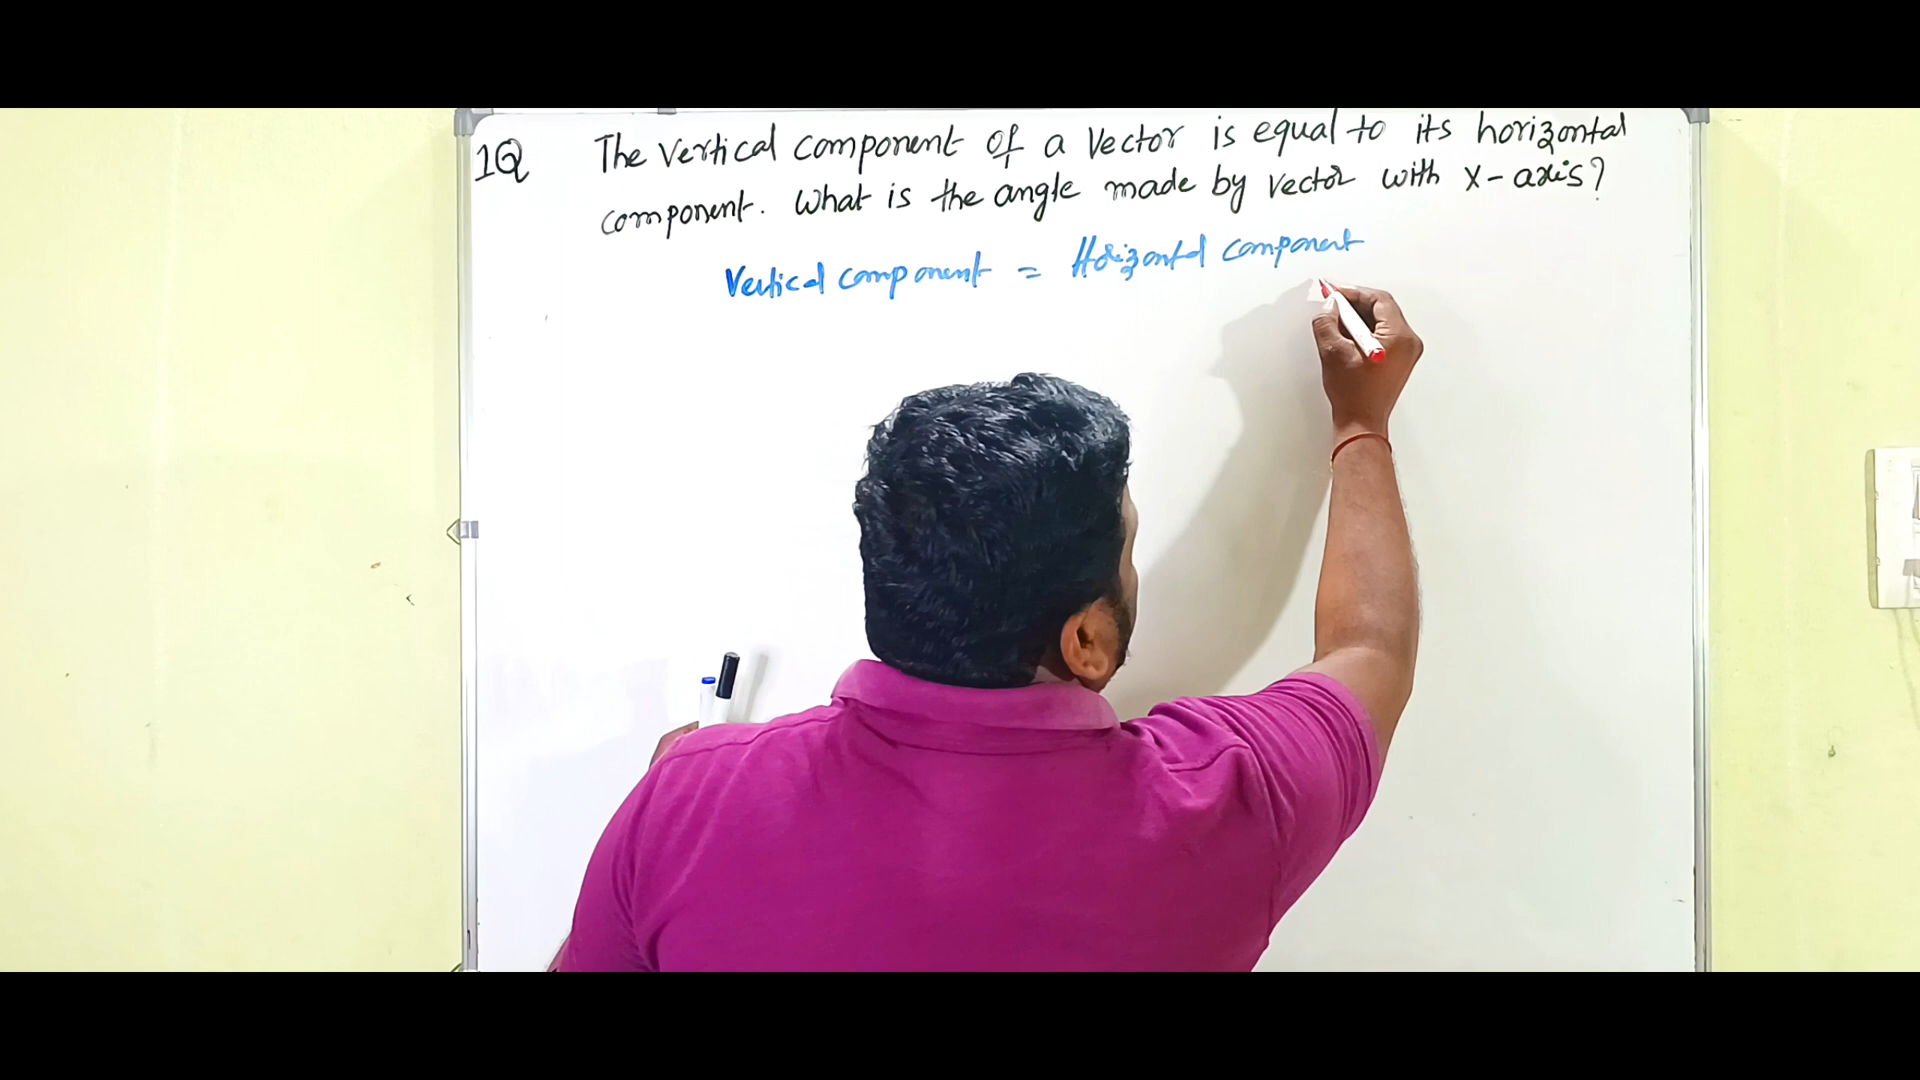 1Q The vertical component of a vector is equal to its horizontal
component. What is the angle made by vector with x-axis?
Vertical component = Horizontal component